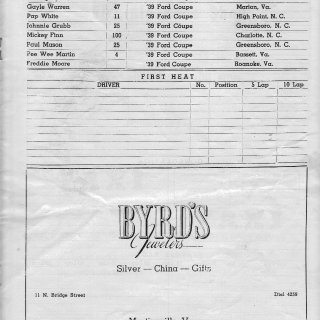 Gayle Warren 47 '39 Ford Coupe Marion, Va.
Pap White 11 '39 Ford Coupe High Point, N. C.
Johnnie Grubb 25 '39 Ford Coupe Greensboro, N. C.
Mickey Finn 100 '39 Ford Coupe Charlotte, N. C.
Paul Mason 25 '39 Ford Coupe Greensboro, N. C.
Pee Wee Martin 4 '39 Ford Coupe Bassett, Va.
Freddie Moore '39 Ford Coupe Roanoke, Va.
FIRST HEAT
DRIVER No. Position 5 Lap 10 Lap
BYRD'S
Jewelers
Silver — China — Gifts
11 N. Bridge Street Dial 4259